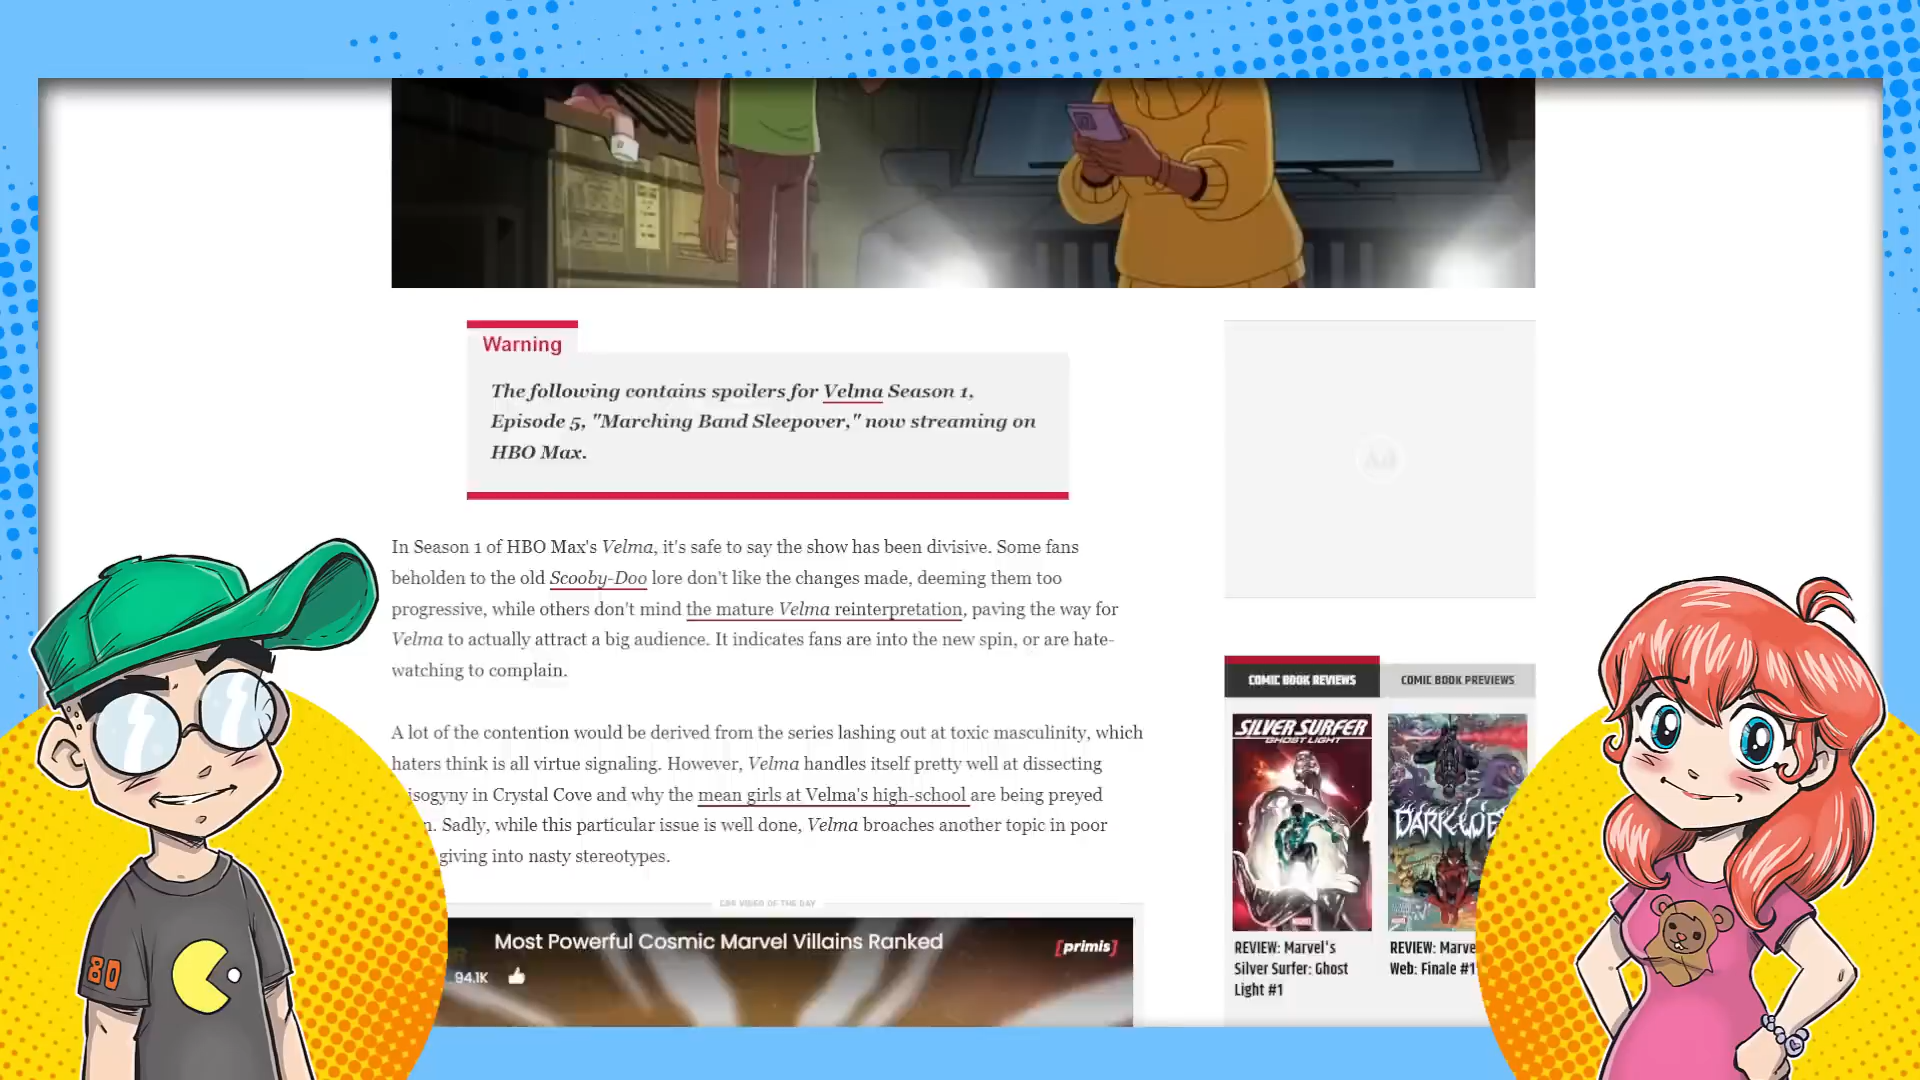 Warning
The following contains spoilers for Velma Season 1,
Episode 5, "Marching Band Sleepover," now streaming on
HBO Max.
Ad
In Season 1 of HBO Max's Velma, it's safe to say the show has been divisive. Some fans
beholden to the old Scooby-Doo lore don't like the changes made, deeming them too
progressive, while others don't mind the mature Velma reinterpretation, paving the way for
Velma to actually attract a big audience. It indicates fans are into the new spin, or are hate-
watching to complain.
A lot of the contention would be derived from the series lashing out at toxic masculinity, which
haters think is all virtue signaling. However, Velma handles itself pretty well at dissecting
isogyny in Crystal Cove and why the mean girls at Velma's high-school are being preyed
n. Sadly, while this particular issue is well done, Velma broaches another topic in poor
giving into nasty stereotypes.
CBR VIDEO OF THE DAY
Most Powerful Cosmic Marvel Villains Ranked
[primis]
94.1K
COMIC BOOK REVIEWS
COMIC BOOK PREVIEWS
SILVER SURFER
GHOST LIGHT
MARVEL
DARK WEB
REVIEW: Marvel's
Silver Surfer: Ghost
Light #1
REVIEW: Marve
Web: Finale #1
80